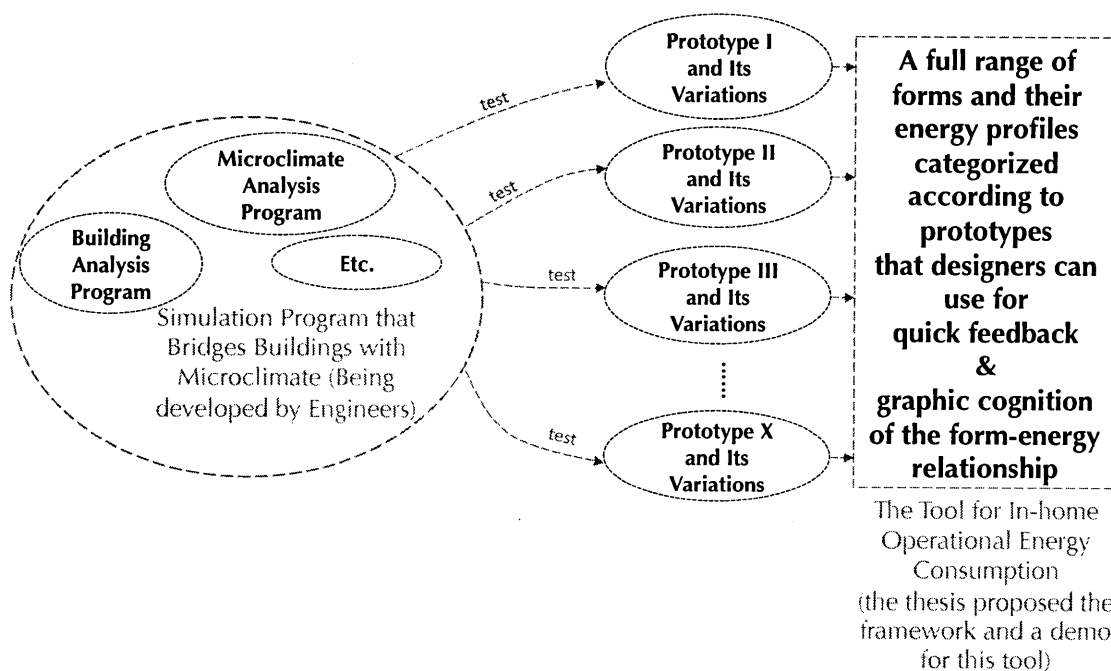 Microclimate
Analysis
Program
Building
Analysis
Program
Etc.
Simulation Program that
Bridges Buildings with
Microclimate (Being
developed by Engineers)
test
test
test
test
Prototype I
and Its
Variations
Prototype II
and Its
Variations
Prototype III
and Its
Variations
Prototype X
and Its
Variations
A full range of
forms and their
energy profiles
categorized
according to
prototypes
that designers can
use for
quick feedback
&
graphic cognition
of the form-energy
relationship
The Tool for In-home
Operational Energy
Consumption
(the thesis proposed the
framework and a demo
for this tool)